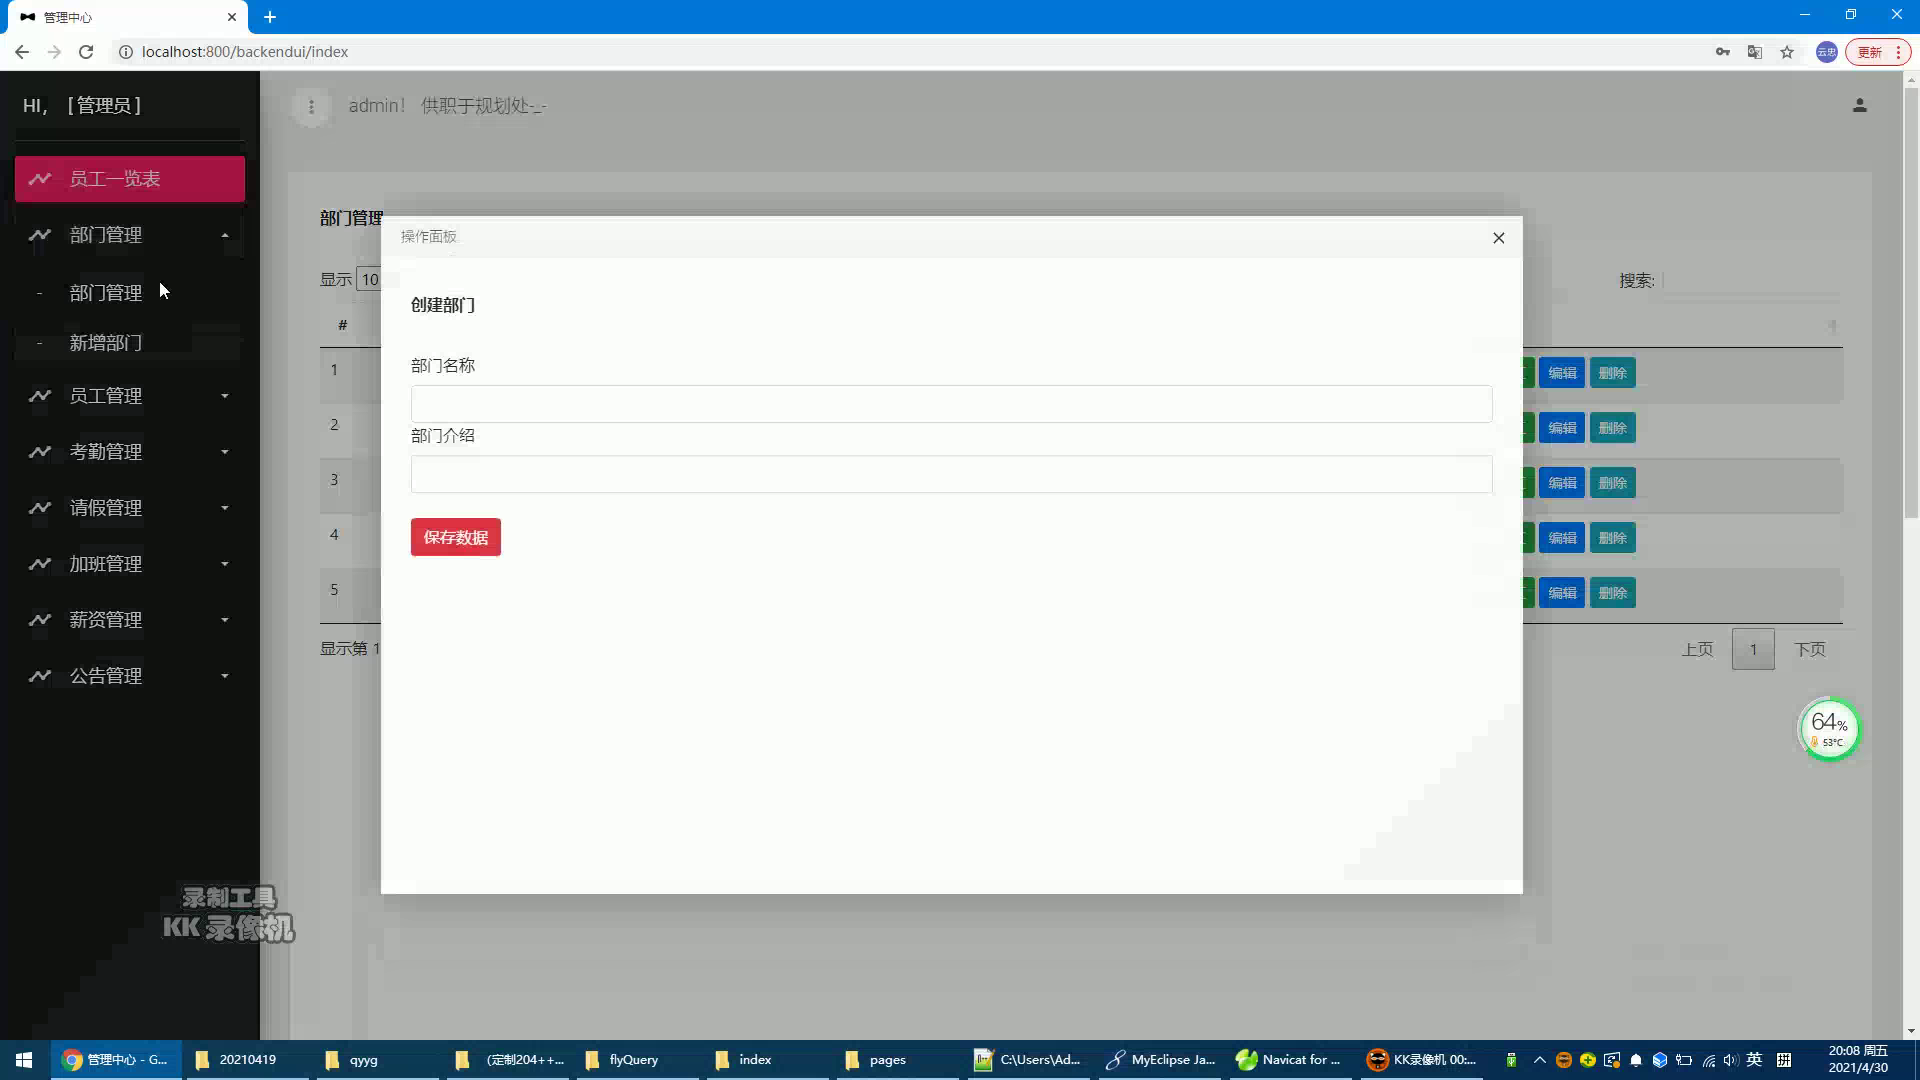 管理中心
localhost:800/backendui/index
云忠
更新
HI, [管理员]
admin! 供职于规划处-_-
员工一览表
部门管理
- 部门管理
- 新增部门
员工管理
考勤管理
请假管理
加班管理
薪资管理
公告管理
部门管理
显示 10
搜索:
#
1
编辑 删除
2
编辑 删除
3
编辑 删除
4
编辑 删除
5
编辑 删除
显示第 1
上页 1 下页
操作面板
创建部门
部门名称
部门介绍
保存数据
64%
53°C
录制工具
KK 录像机
管理中心 - G...
20210419
qyyg
(定制204++...
flyQuery
index
pages
C:\Users\Ad...
MyEclipse Ja...
Navicat for ...
KK录像机 00:...
英
拼
20:08 周五
2021/4/30